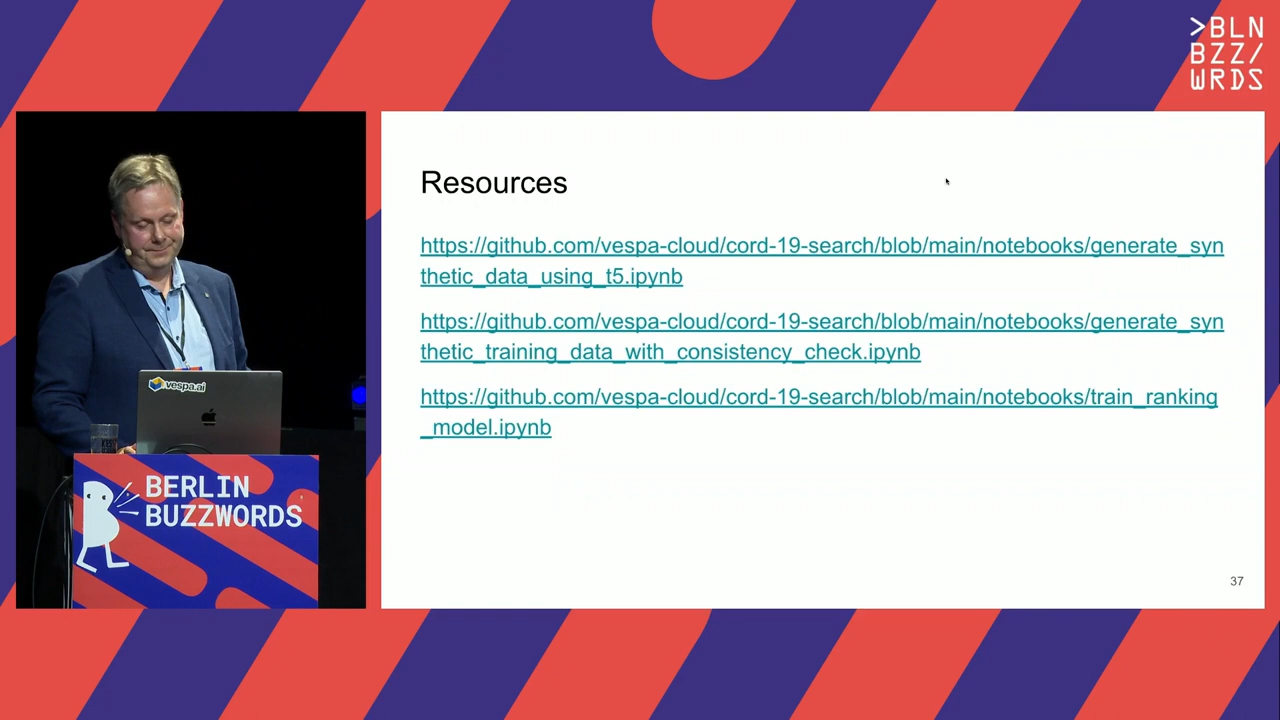 >BLN
BZZ/
WRDS
Resources
https://github.com/vespa-cloud/cord-19-search/blob/main/notebooks/generate_syn
thetic_data_using_t5.ipynb
https://github.com/vespa-cloud/cord-19-search/blob/main/notebooks/generate_syn
thetic_training_data_with_consistency_check.ipynb
https://github.com/vespa-cloud/cord-19-search/blob/main/notebooks/train_ranking
_model.ipynb
37
vespa.ai
BERLIN
BUZZWORDS